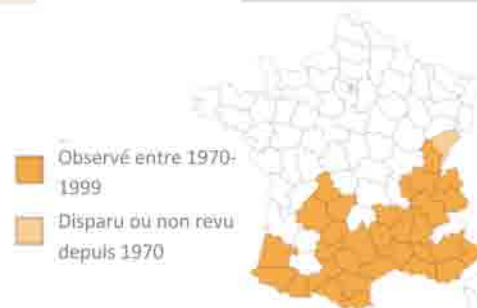 Observé entre 1970-
1999
Disparu ou non revu
depuis 1970